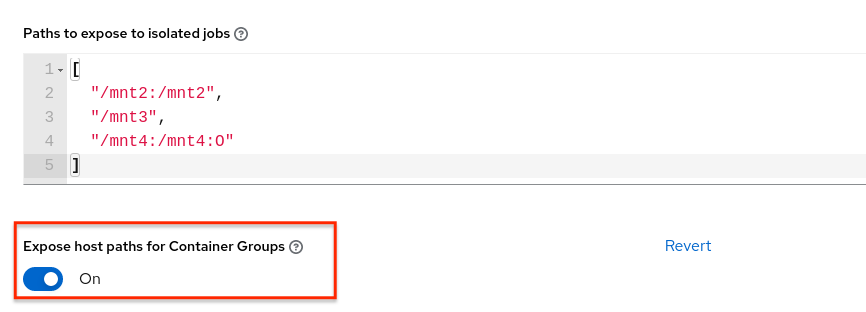 Paths to expose to isolated jobs ?
1 [
2 "/mnt2:/mnt2",
3 "/mnt3",
4 "/mnt4:/mnt4:O"
5 ]
Expose host paths for Container Groups ?
Revert
On